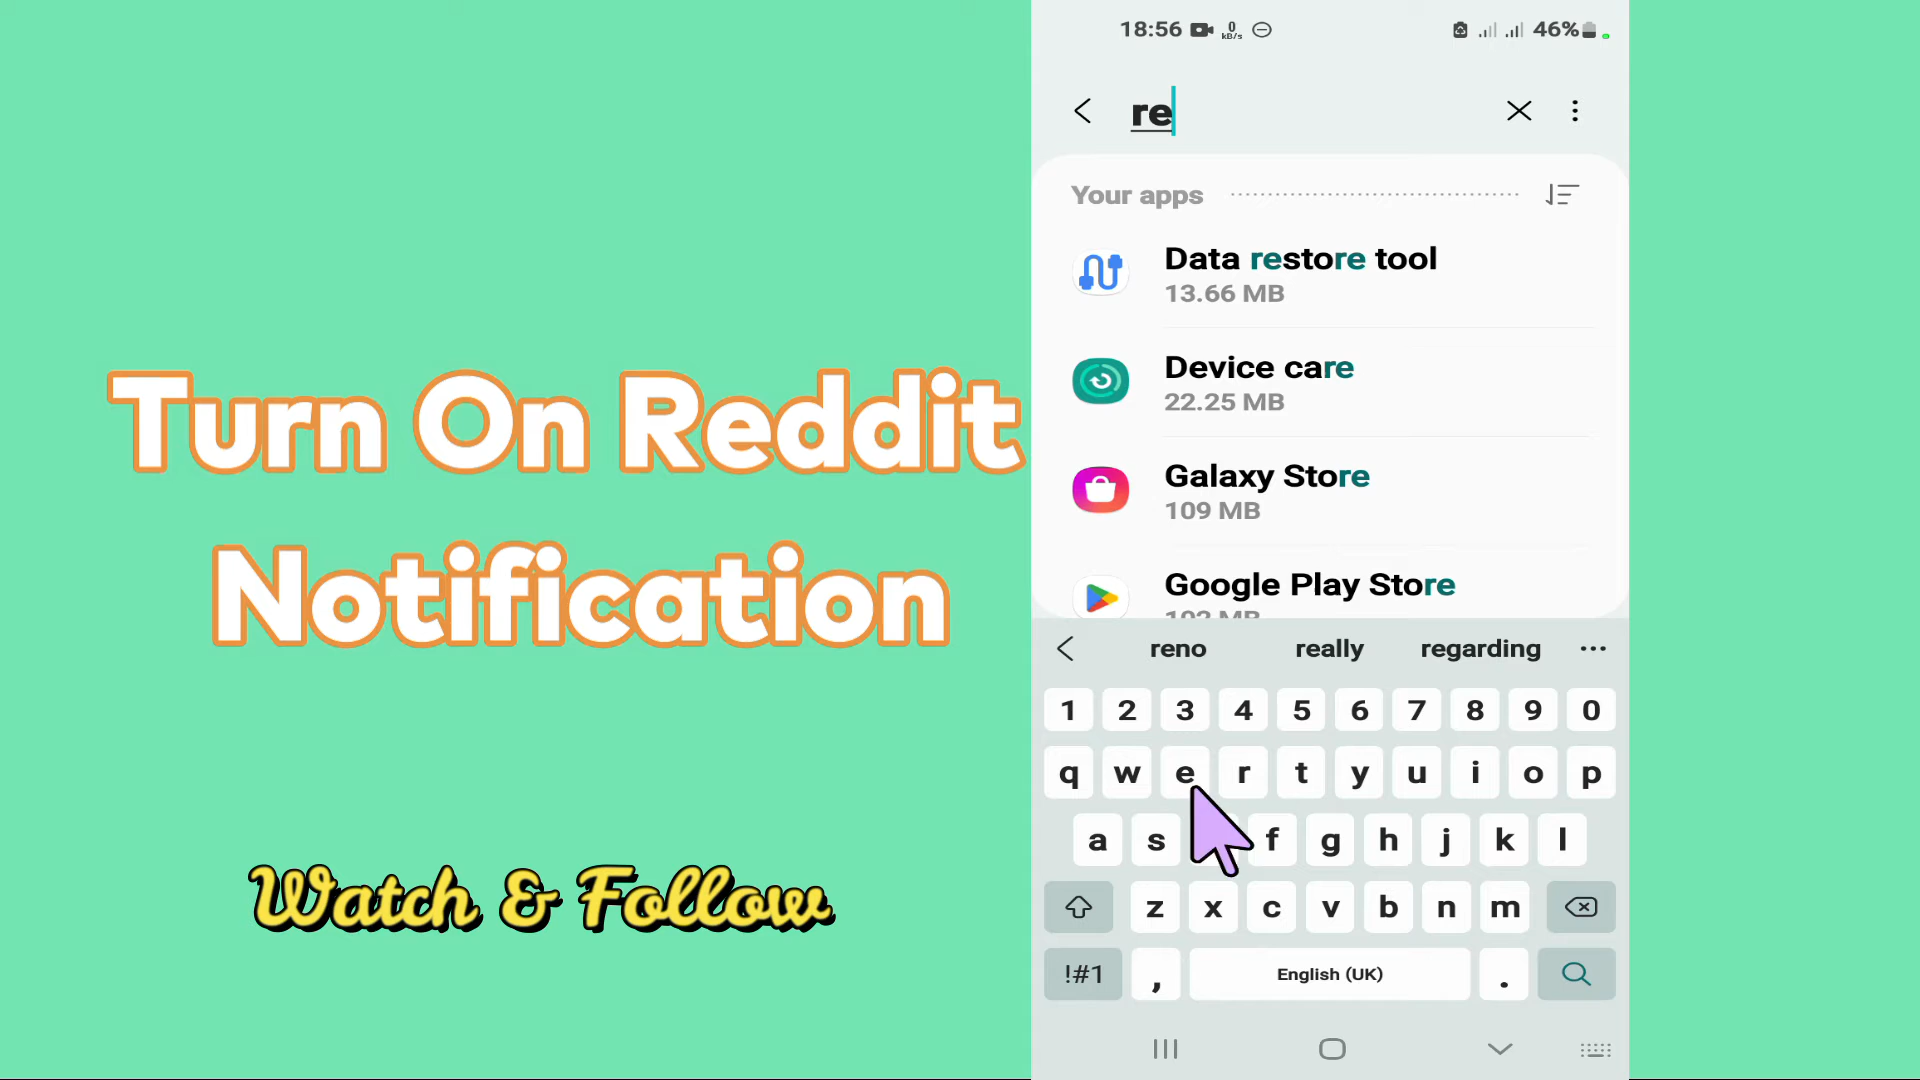 Turn On Reddit
Notification
Watch & Follow
18:56 0 kB/s 46%
re
Your apps
Data restore tool
13.66 MB
Device care
22.25 MB
Galaxy Store
109 MB
Google Play Store
reno really regarding
1 2 3 4 5 6 7 8 9 0
q w e r t y u i o p
a s f g h j k l
z x c v b n m
!#1 , English (UK) .